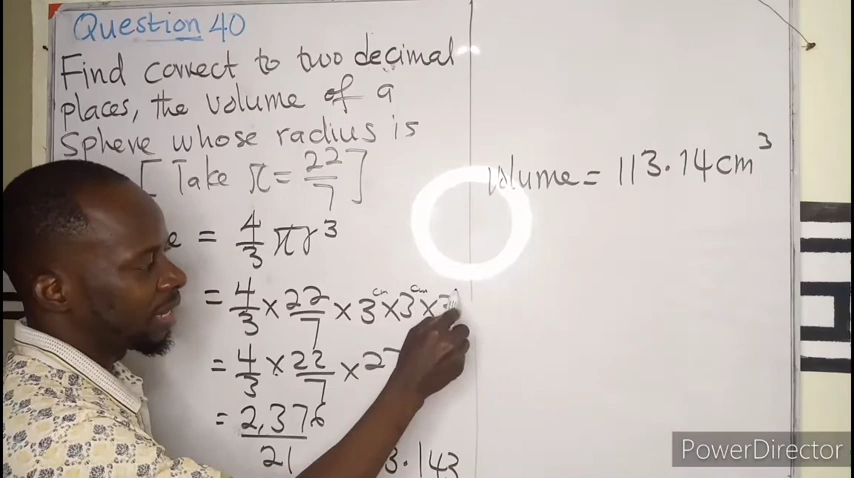 Question 40
Find correct to two decimal
places, the volume of a
Sphere whose radius is
[Take π = 22/7]
= 4/3 πr³
= 4/3 × 22/7 × 3cm × 3cm ×
= 4/3 × 22/7 × 27
= 2,376/21
3.143
Volume = 113.14cm³
PowerDirector